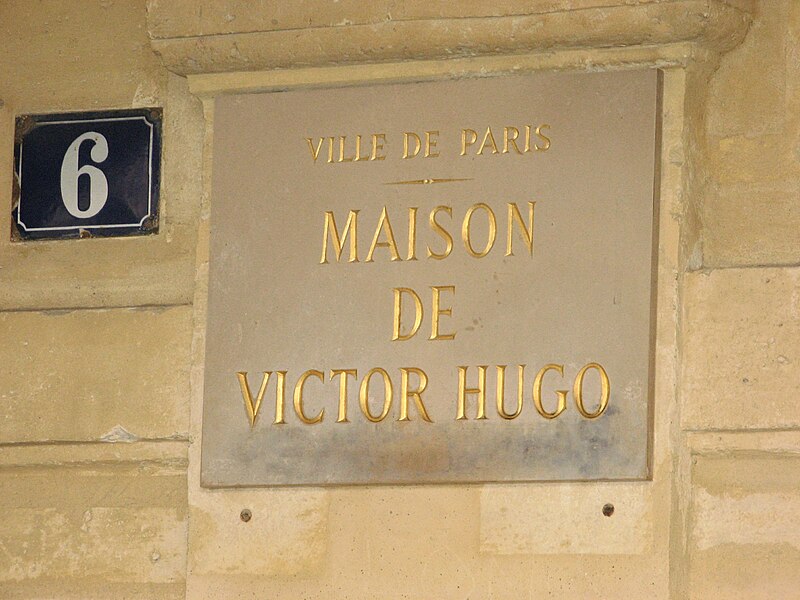 6
VILLE DE PARIS
MAISON
DE
VICTOR HUGO